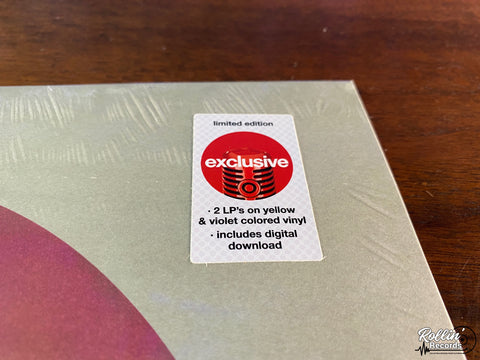 limited edition
exclusive
· 2 LP's on yellow
& violet colored vinyl
· includes digital
download
Rollin'
Records